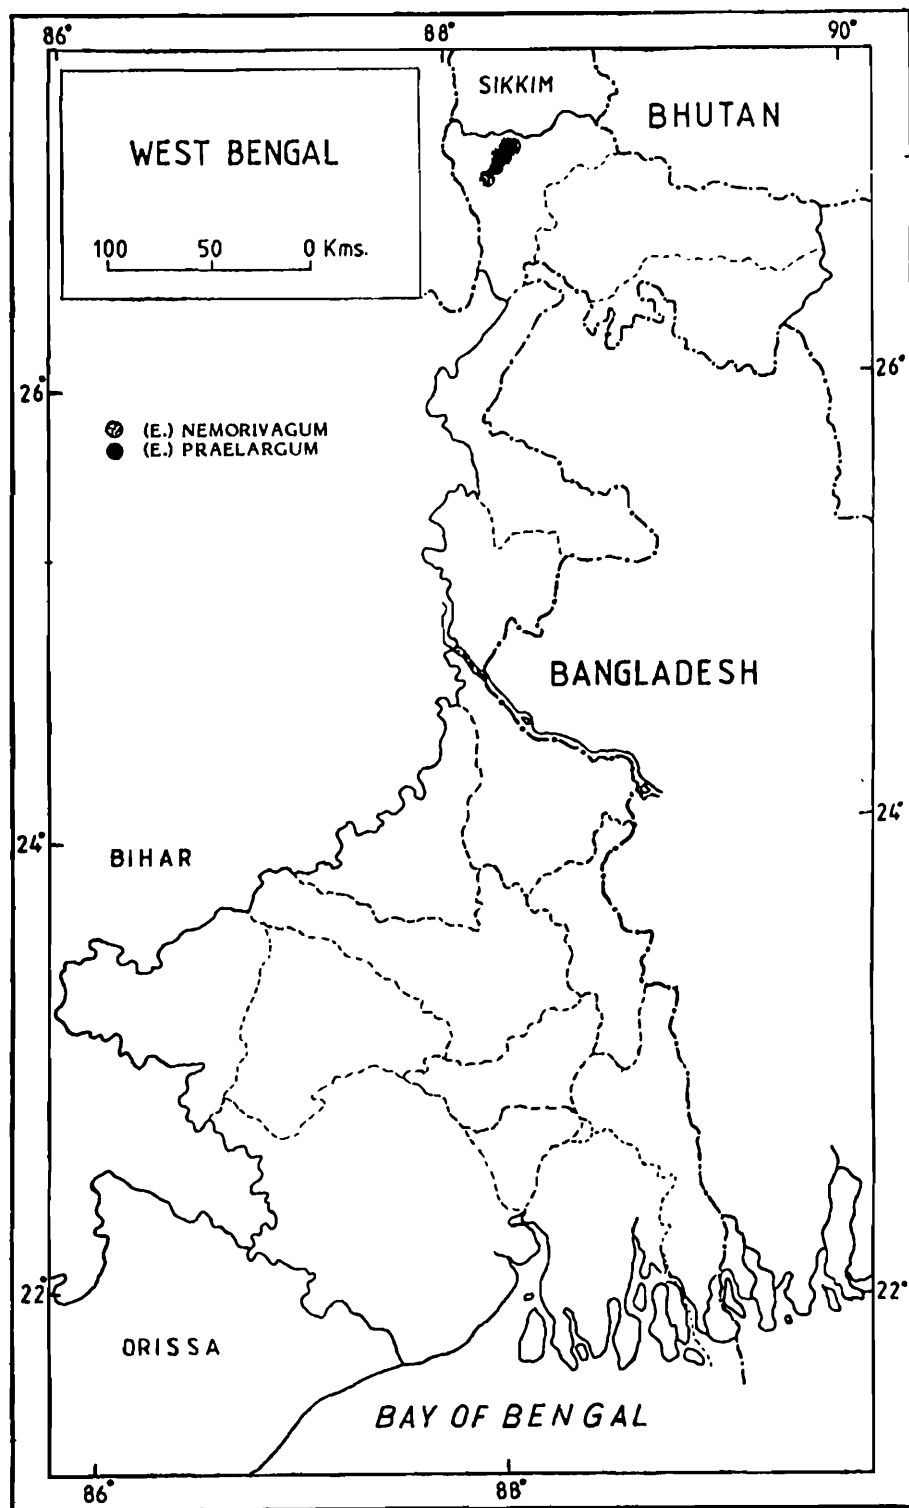 86° 88° 90°
SIKKIM
BHUTAN
WEST BENGAL
100 50 0 Kms.
26° 26°
(E.) NEMORIVAGUM
(E.) PRAELARGUM
BANGLADESH
24° 24°
BIHAR
22° 22°
ORISSA
BAY OF BENGAL
86° 88°